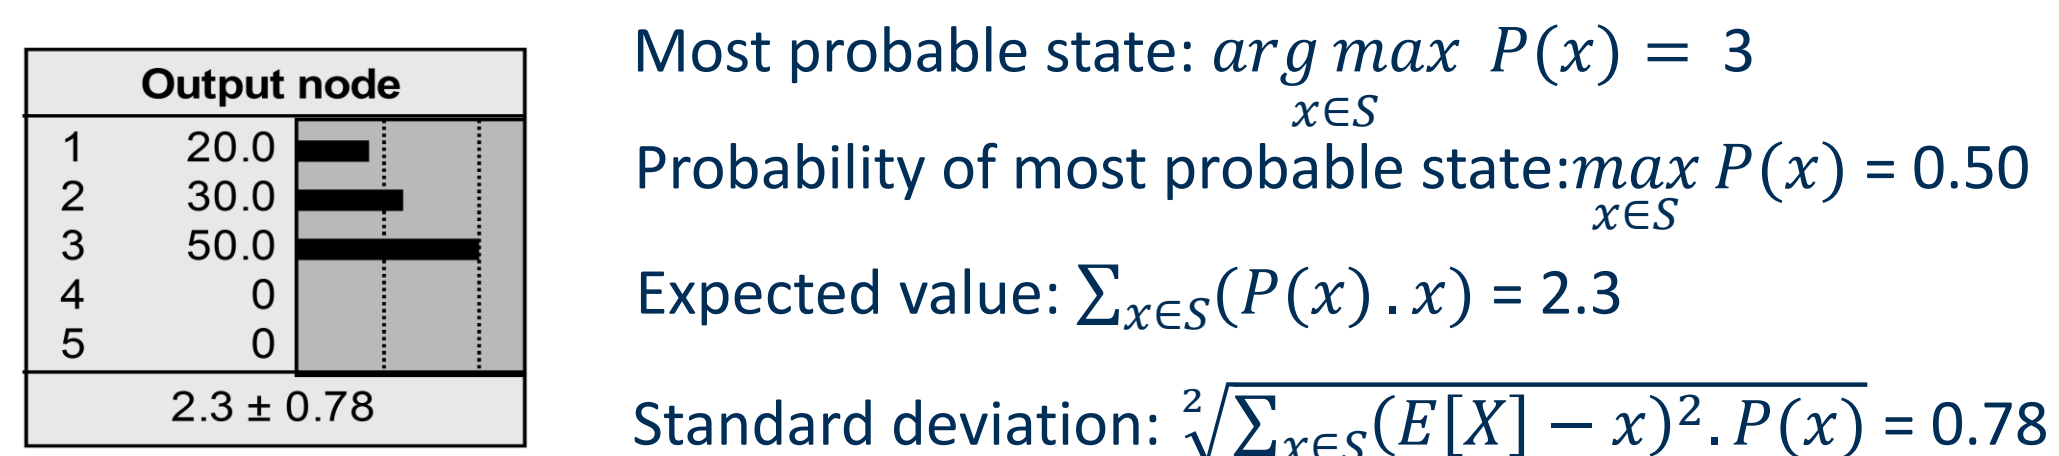 Output node
1 20.0
2 30.0
3 50.0
4 0
5 0
2.3 ± 0.78
Most probable state: arg max P(x) = 3
x∈S
Probability of most probable state:max P(x) = 0.50
x∈S
Expected value: ∑x∈S(P(x) . x) = 2.3
Standard deviation: ²√∑x∈S(E[X] − x)². P(x) = 0.78